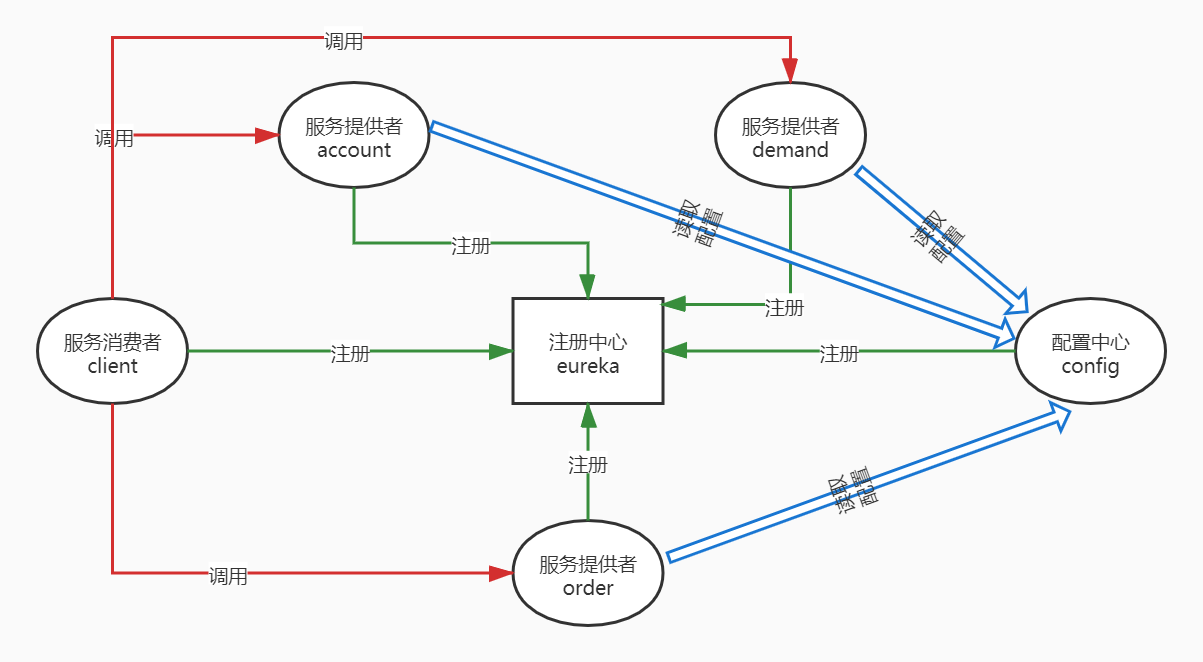 调用
服务提供者
account
服务提供者
demand
调用
读取
配置
读取
配置
注册
注册
服务消费者
client
注册
注册中心
eureka
注册
配置中心
config
注册
读取
配置
服务提供者
order
调用